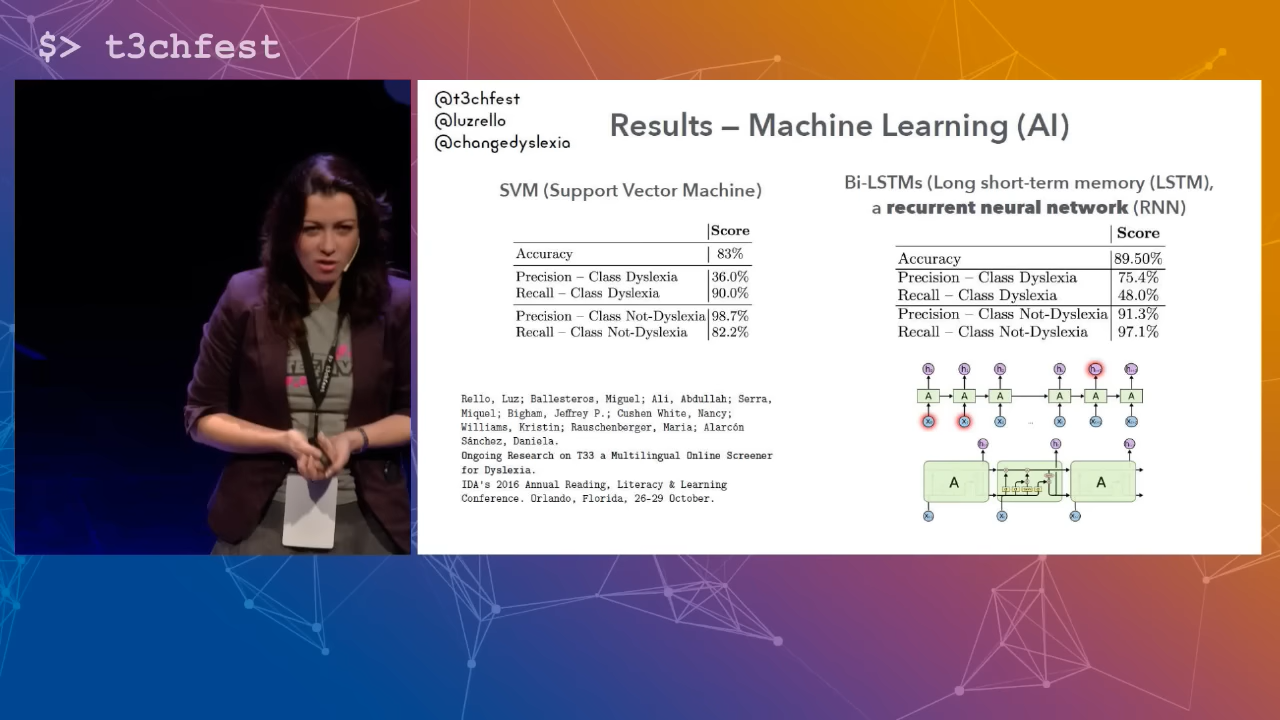 $> t3chfest
@t3chfest
@luzrello
@changedyslexia
Results – Machine Learning (AI)
SVM (Support Vector Machine)
Score
Accuracy 83%
Precision – Class Dyslexia 36.0%
Recall – Class Dyslexia 90.0%
Precision – Class Not-Dyslexia 98.7%
Recall – Class Not-Dyslexia 82.2%
Rello, Luz; Ballesteros, Miguel; Ali, Abdullah; Serra,
Miquel; Bigham, Jeffrey P.; Cushen White, Nancy;
Williams, Kristin; Rauschenberger, Maria; Alarcón
Sánchez, Daniela.
Ongoing Research on T33 a Multilingual Online Screener
for Dyslexia.
IDA's 2016 Annual Reading, Literacy & Learning
Conference. Orlando, Florida, 26-29 October.
Bi-LSTMs (Long short-term memory (LSTM),
a recurrent neural network (RNN)
Score
Accuracy 89.50%
Precision – Class Dyslexia 75.4%
Recall – Class Dyslexia 48.0%
Precision – Class Not-Dyslexia 91.3%
Recall – Class Not-Dyslexia 97.1%
A A A A A A
A A